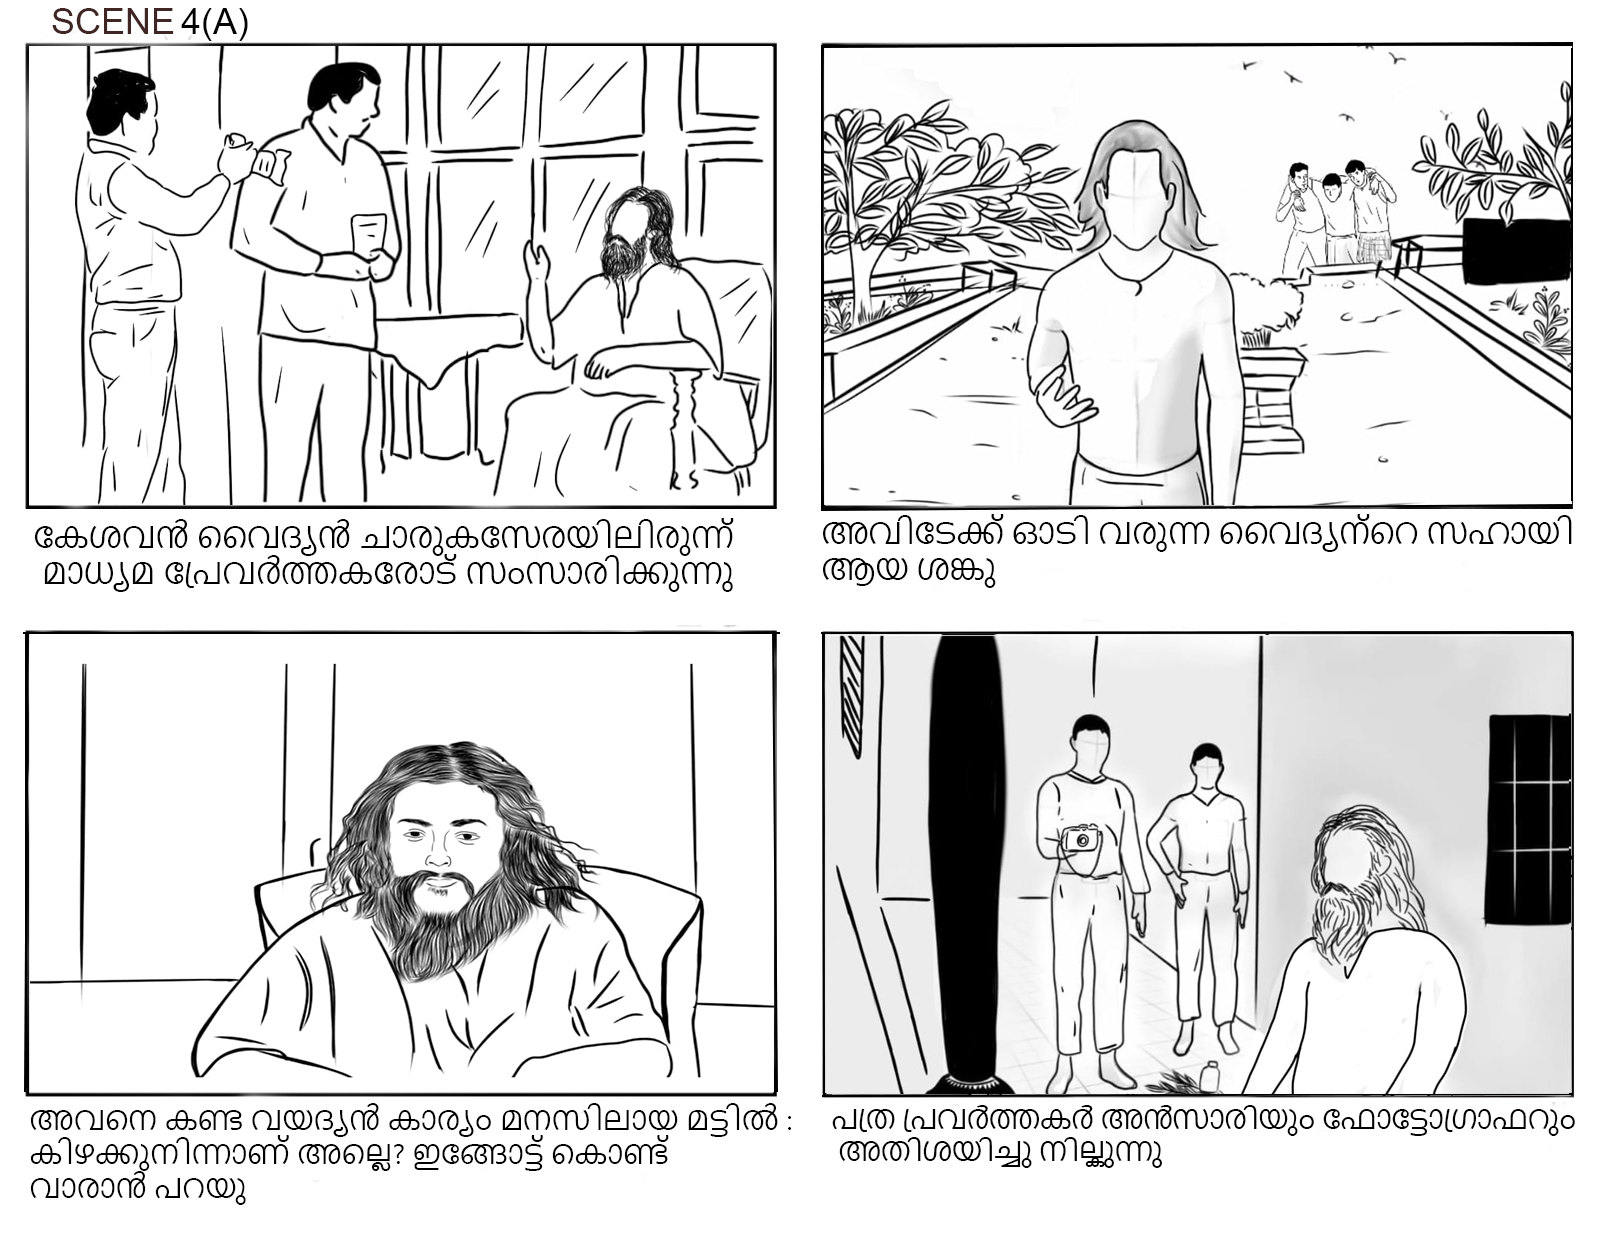 SCENE 4(A)
കേശവൻ വൈദ്യൻ ചാരുകസേരയിലിരുന്ന്
മാധ്യമ പ്രേവർത്തകരോട് സംസാരിക്കുന്നു
അവിടേക്ക് ഓടി വരുന്ന വൈദ്യന്റെ സഹായി
ആയ ശങ്കു
അവനെ കണ്ട വയദ്യൻ കാര്യം മനസിലായ മട്ടിൽ :
കിഴക്കുനിന്നാണ് അല്ലെ? ഇങ്ങോട്ട് കൊണ്ട്
വാരാൻ പറയു
പത്ര പ്രവർത്തകർ അൻസാരിയും ഫോട്ടോഗ്രാഫറും
അതിശയിച്ചു നില്ക്കുന്നു